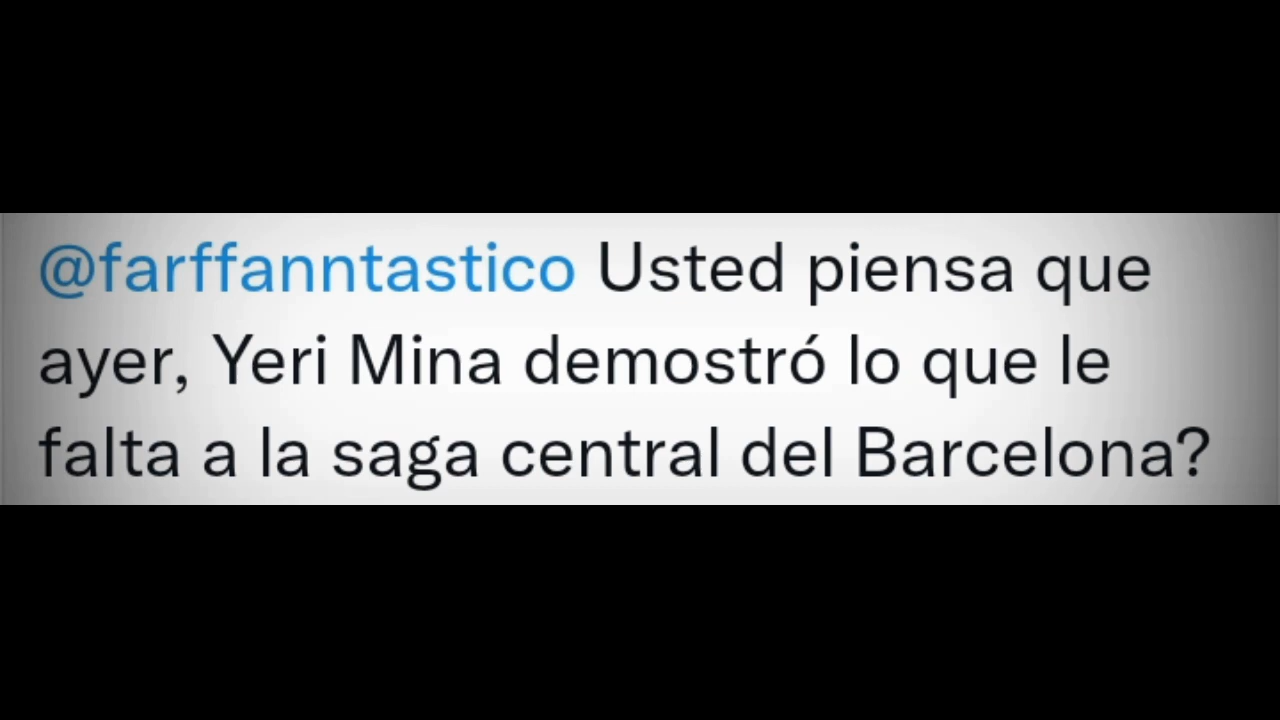 @farffanntastico Usted piensa que
ayer, Yeri Mina demostró lo que le
falta a la saga central del Barcelona?